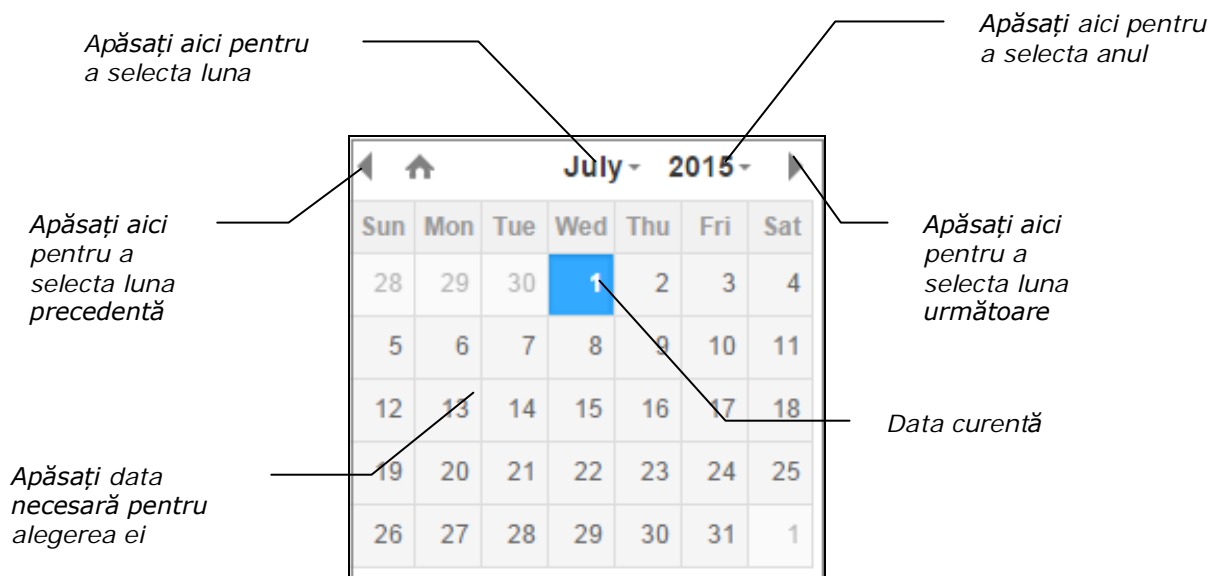 Apăsați aici pentru
a selecta luna
Apăsați aici pentru
a selecta anul
July 2015
Apăsați aici
pentru a
selecta luna
precedentă
Sun Mon Tue Wed Thu Fri Sat
28 29 30 1 2 3 4
5 6 7 8 9 10 11
12 13 14 15 16 17 18
19 20 21 22 23 24 25
26 27 28 29 30 31 1
Apăsați aici
pentru a
selecta luna
următoare
Data curentă
Apăsați data
necesară pentru
alegerea ei